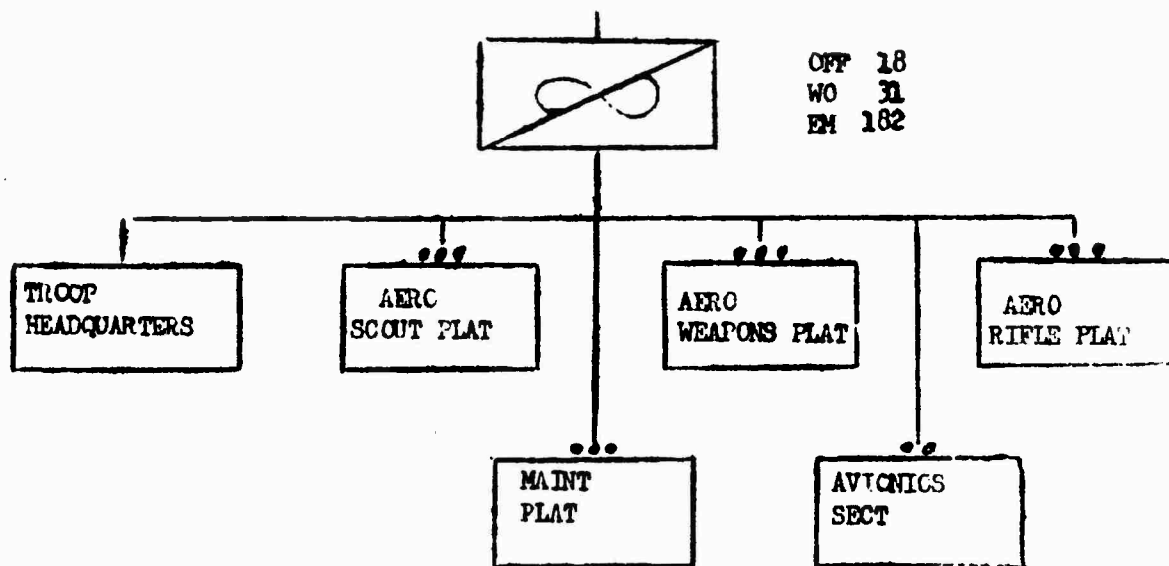 OFF 18
WO 31
EM 182
TROOP
HEADQUARTERS
AERO
SCOUT PLAT
AERO
WEAPONS PLAT
AERO
RIFLE PLAT
MAINT
PLAT
AVIONICS
SECT